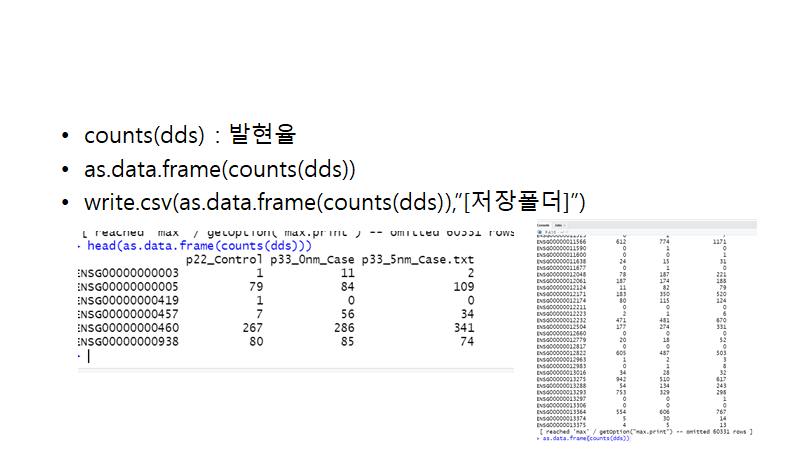 • counts(dds) : 발현율
• as.data.frame(counts(dds))
• write.csv(as.data.frame(counts(dds)),”[저장폴더]”)
[ reached 'max' / getOption("max.print") -- omitted 60331 rows
> head(as.data.frame(counts(dds)))
p22_Control p33_0nm_Case p33_5nm_Case.txt
ENSG00000000003 1 11 2
ENSG00000000005 79 84 109
ENSG00000000419 1 0 0
ENSG00000000457 7 56 34
ENSG00000000460 267 286 341
ENSG00000000938 80 85 74
>
Console Jobs
ENSG00000011566 612 774 1171
ENSG00000011590 0 1 0
ENSG00000011600 0 0 1
ENSG00000011638 24 15 31
ENSG00000011677 0 1 0
ENSG00000012048 78 187 221
ENSG00000012061 187 174 188
ENSG00000012124 11 82 79
ENSG00000012171 183 350 520
ENSG00000012174 80 115 124
ENSG00000012211 0 0 0
ENSG00000012223 2 1 6
ENSG00000012232 471 481 670
ENSG00000012504 177 274 331
ENSG00000012660 0 0 0
ENSG00000012779 20 18 52
ENSG00000012817 0 0 0
ENSG00000012822 605 487 503
ENSG00000012963 1 2 3
ENSG00000012983 0 1 8
ENSG00000013016 34 28 32
ENSG00000013275 942 510 617
ENSG00000013288 54 134 243
ENSG00000013293 753 329 298
ENSG00000013297 0 0 1
ENSG00000013306 0 0 0
ENSG00000013364 554 606 767
ENSG00000013374 5 30 14
ENSG00000013375 4 5 13
[ reached 'max' / getOption("max.print") -- omitted 60331 rows ]
> as.data.frame(counts(dds))